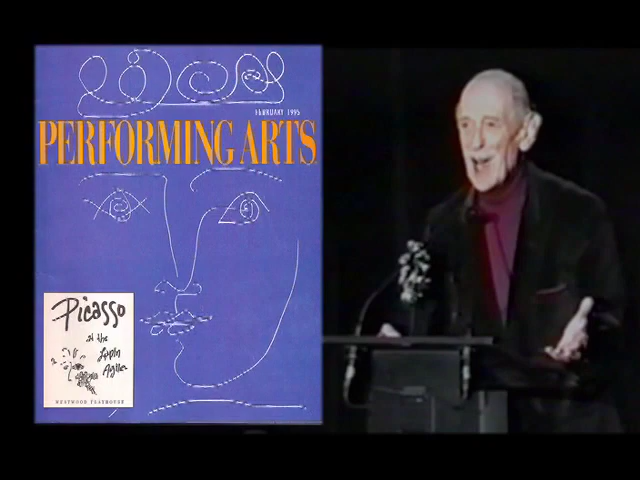 FEBRUARY 1995
PERFORMING ARTS
Picasso
at the
Lapin
Agile
WESTWOOD PLAYHOUSE